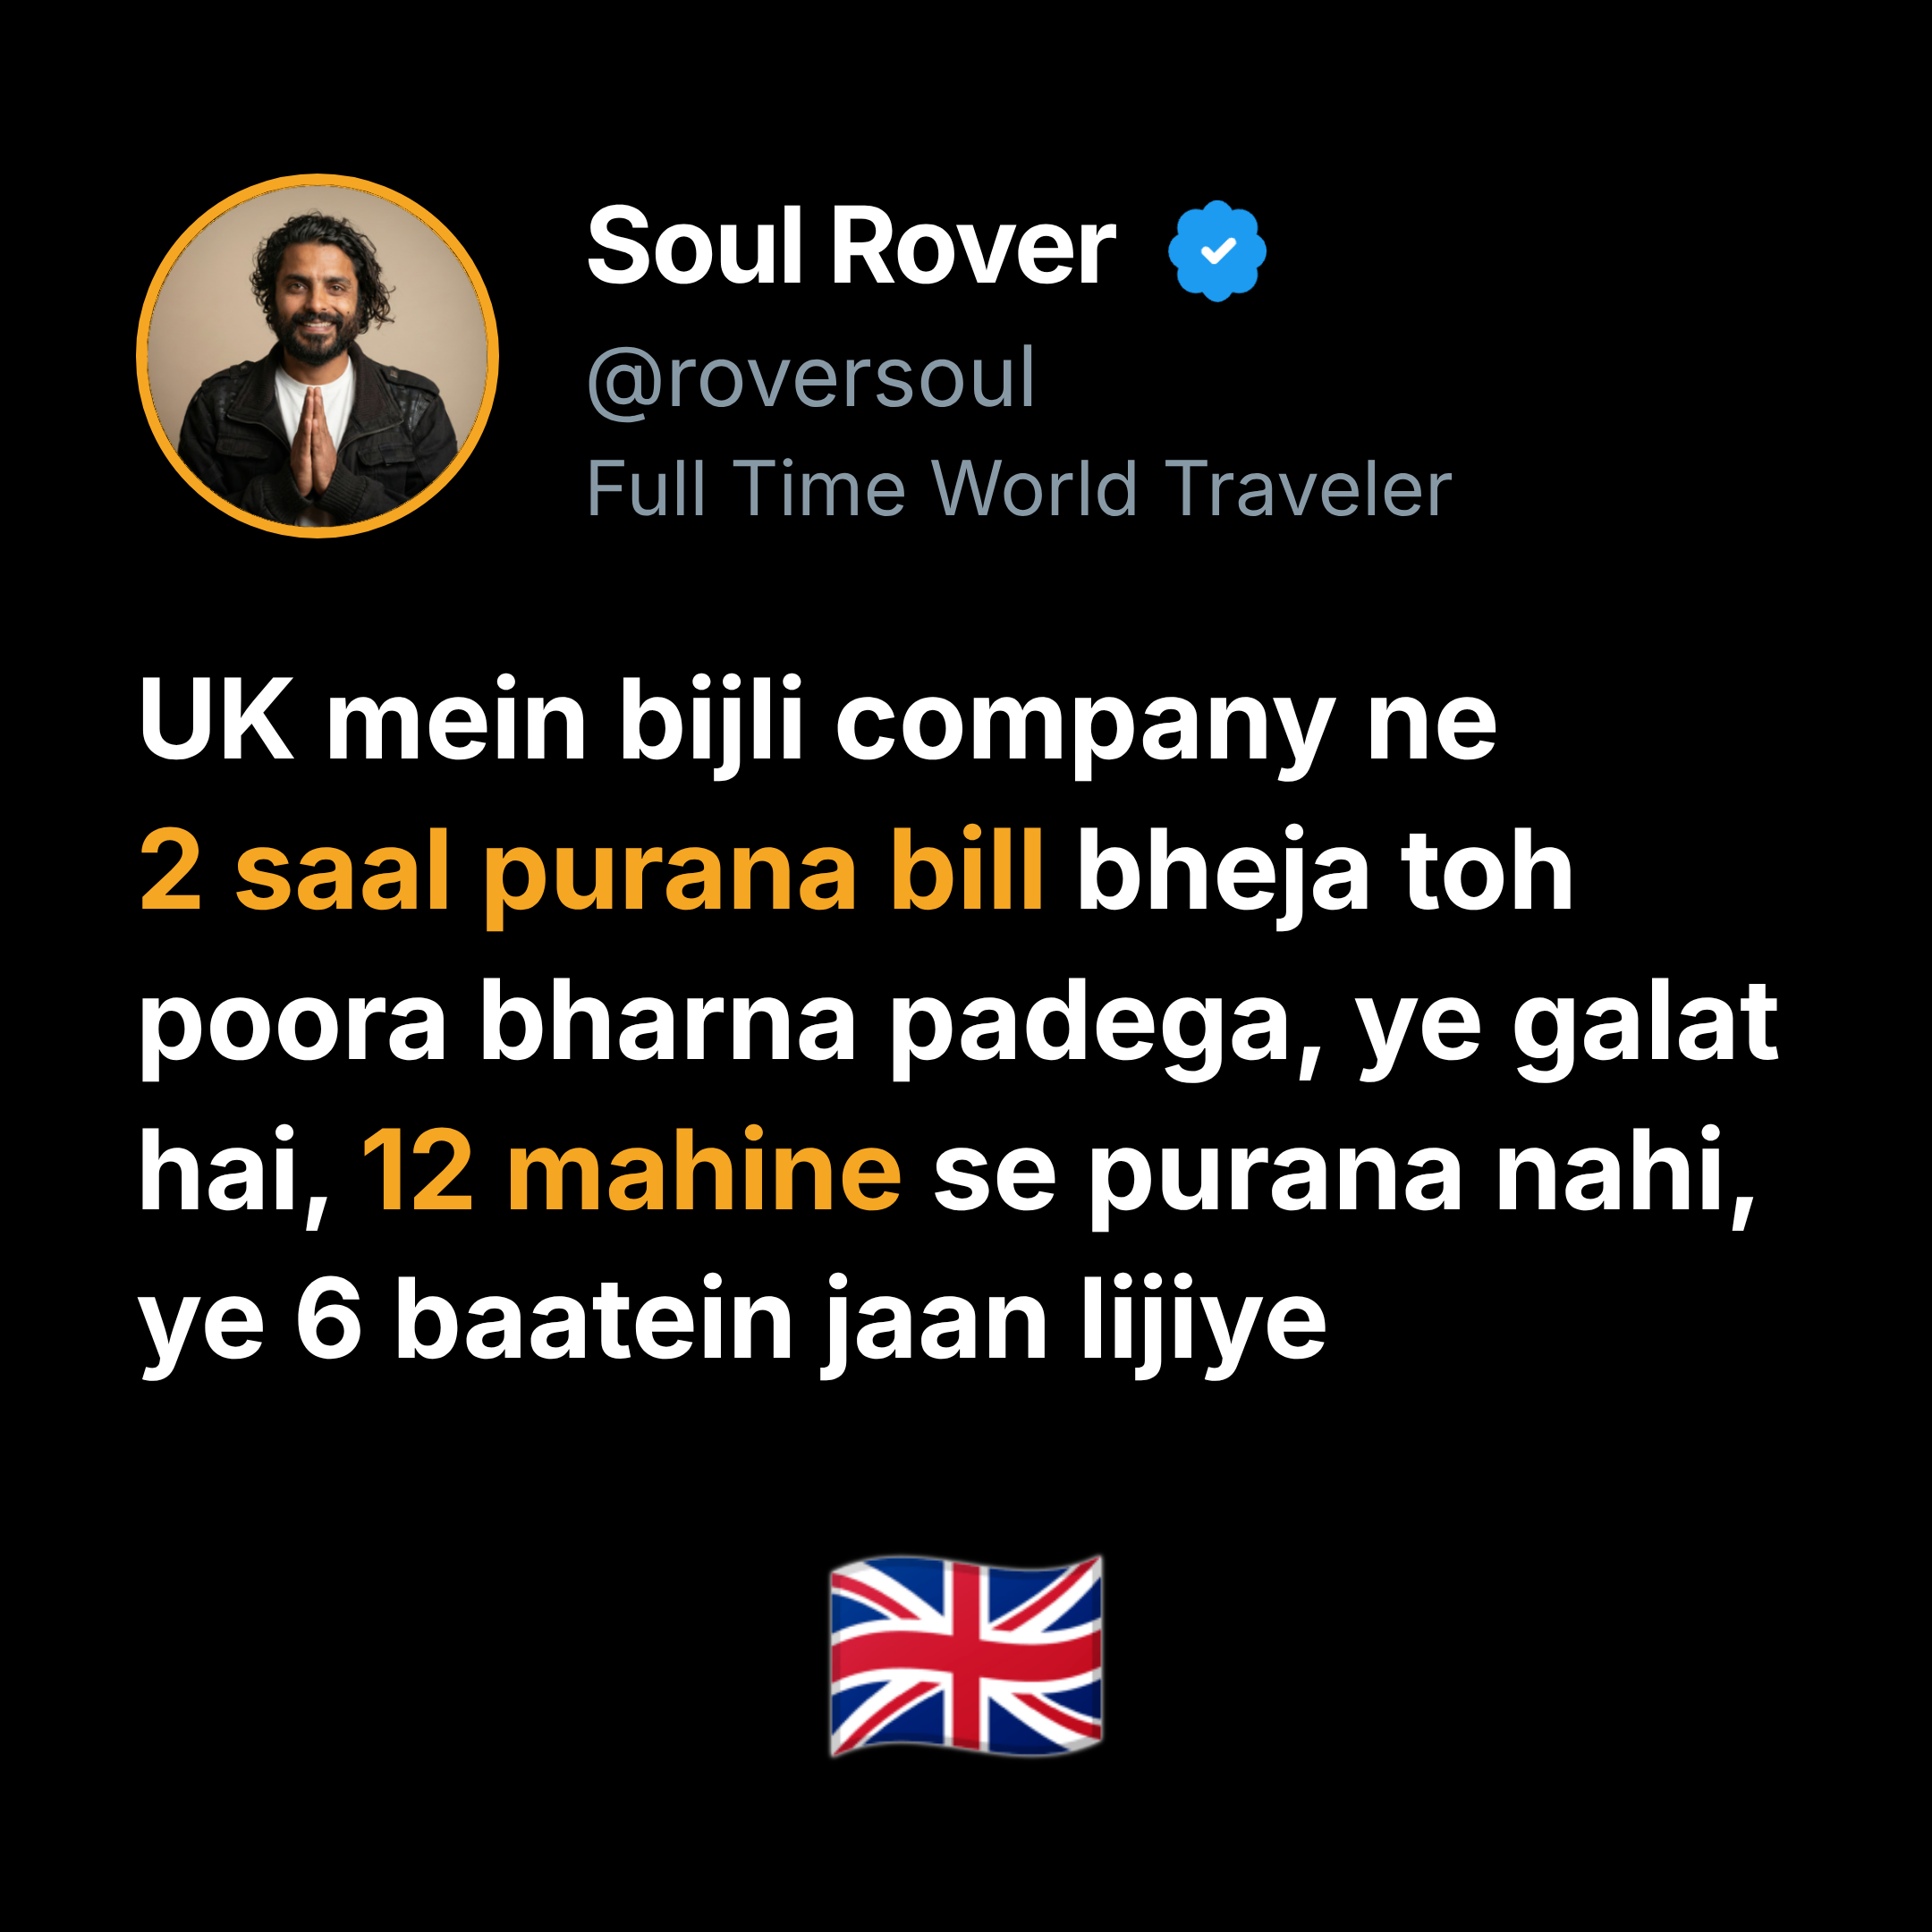 Soul Rover
@roversoul
Full Time World Traveler
UK mein bijli company ne
2 saal purana bill bheja toh
poora bharna padega, ye galat
hai, 12 mahine se purana nahi,
ye 6 baatein jaan lijiye